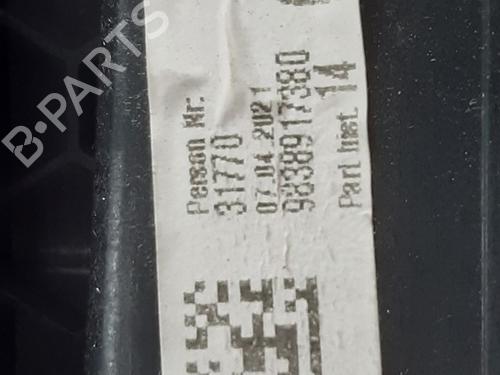 Person Nr:
31770
07.04.2021
9838917380
Part Inst. 14
B-PARTS